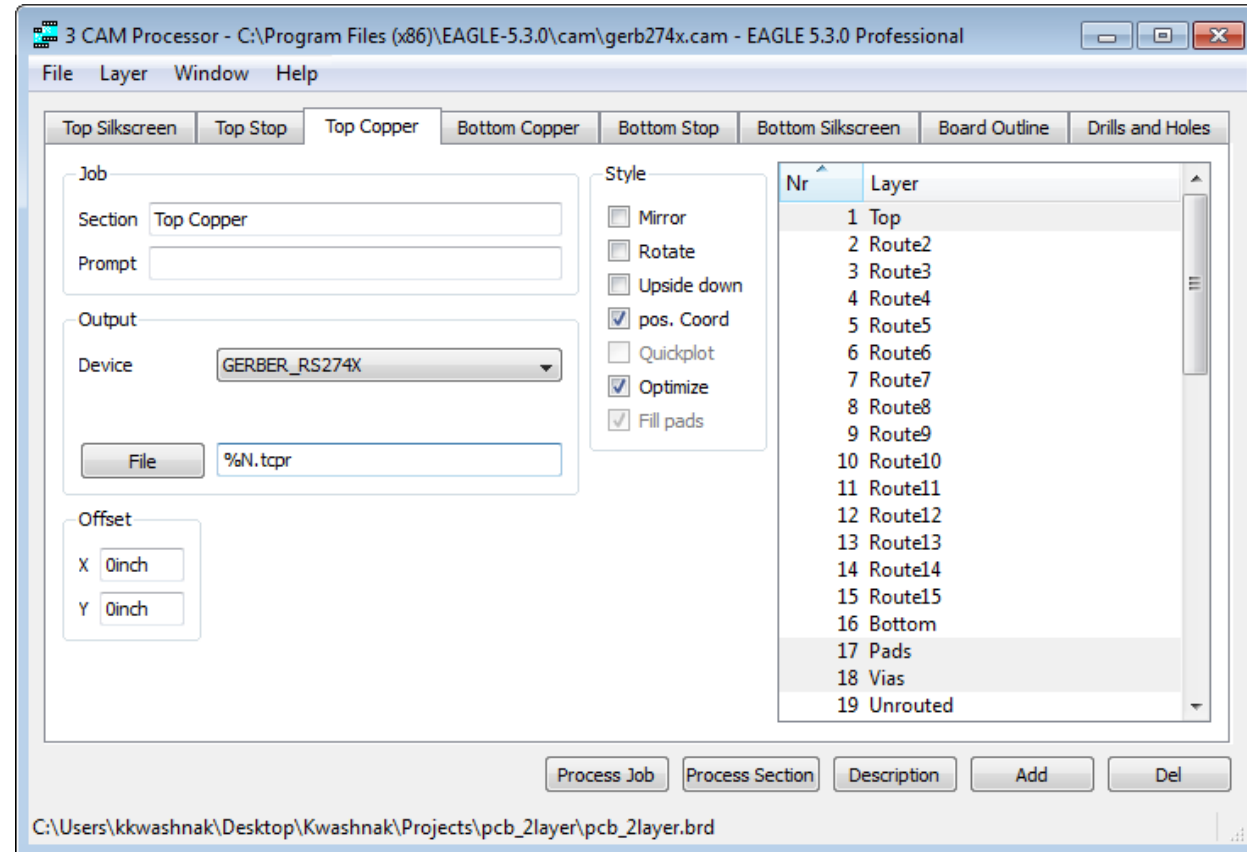 3 CAM Processor - C:\Program Files (x86)\EAGLE-5.3.0\cam\gerb274x.cam - EAGLE 5.3.0 Professional
File Layer Window Help
Top Silkscreen Top Stop Top Copper Bottom Copper Bottom Stop Bottom Silkscreen Board Outline Drills and Holes
Job
Section Top Copper
Prompt
Output
Device GERBER_RS274X
File %N.tcpr
Offset
X 0inch
Y 0inch
Style
Mirror
Rotate
Upside down
pos. Coord
Quickplot
Optimize
Fill pads
Nr Layer
1 Top
2 Route2
3 Route3
4 Route4
5 Route5
6 Route6
7 Route7
8 Route8
9 Route9
10 Route10
11 Route11
12 Route12
13 Route13
14 Route14
15 Route15
16 Bottom
17 Pads
18 Vias
19 Unrouted
Process Job Process Section Description Add Del
C:\Users\kkwashnak\Desktop\Kwashnak\Projects\pcb_2layer\pcb_2layer.brd